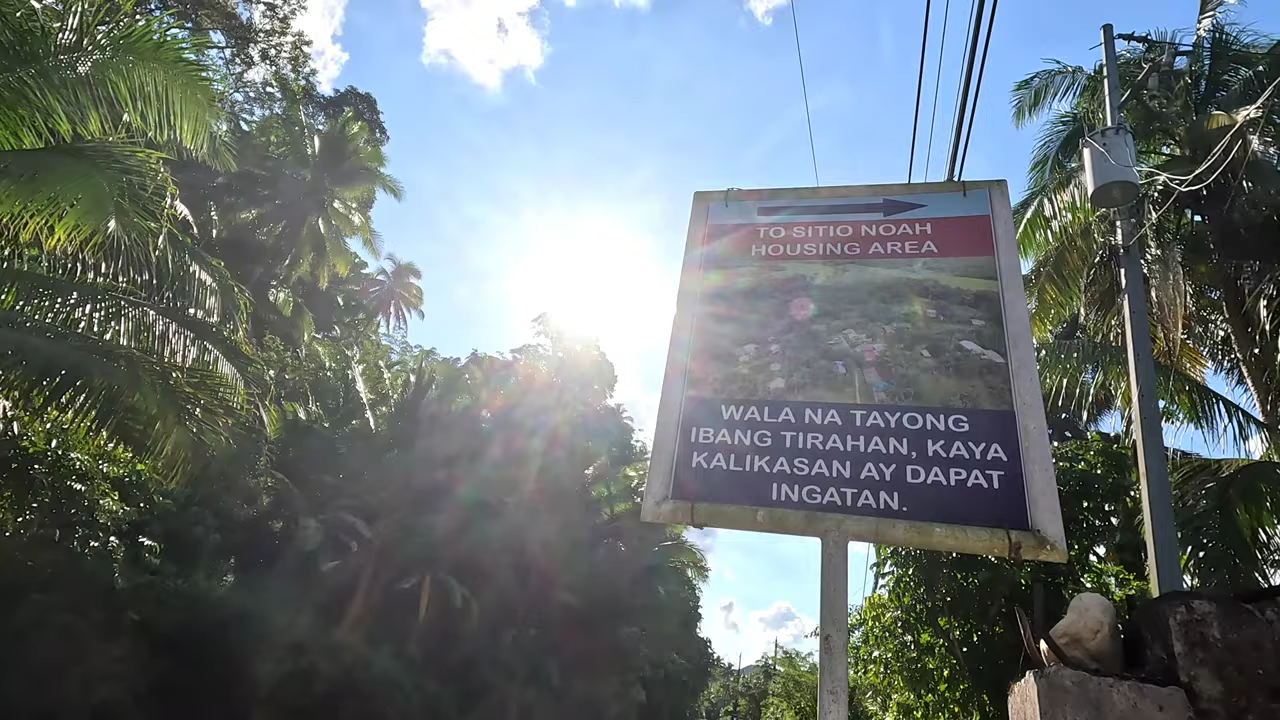 TO SITIO NOAH
HOUSING AREA
WALA NA TAYONG
IBANG TIRAHAN, KAYA
KALIKASAN AY DAPAT
INGATAN.